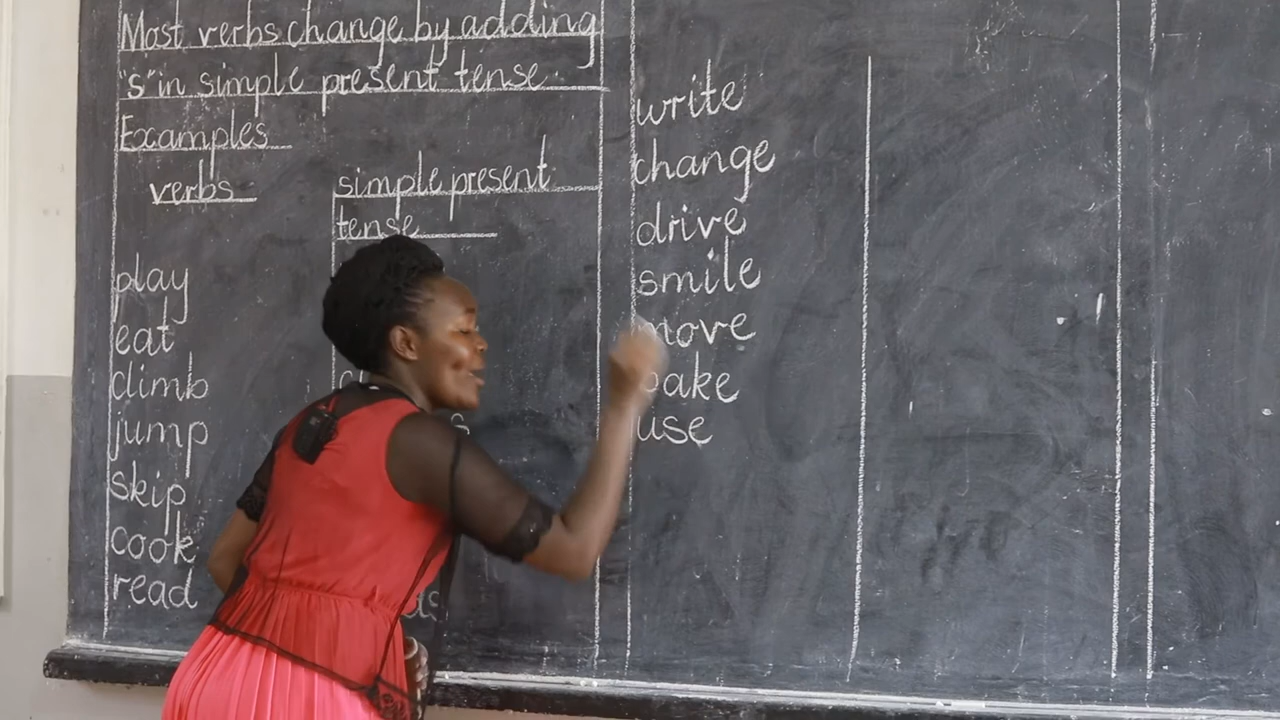 Most verbs change by adding
"s" in simple present tense.
Examples
verbs
simple present
tense
play
eat
climb
jump
skip
cook
read
write
change
drive
smile
move
bake
use